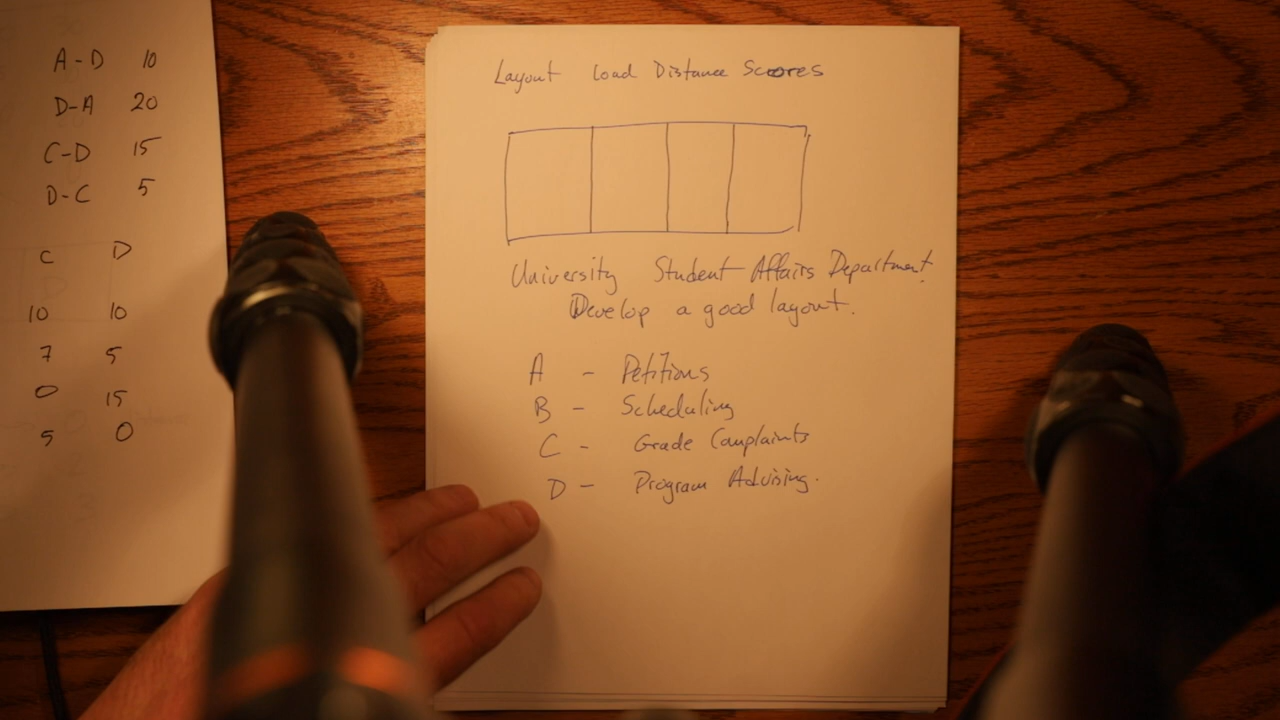 A-D 10
D-A 20
C-D 15
D-C 5
C D
10 10
7 5
0 15
5 0
Layout Load Distance Scores
University Student Affairs Department.
Develop a good layout.
A - Petitions
B - Scheduling
C - Grade Complaints
D - Program Advising.